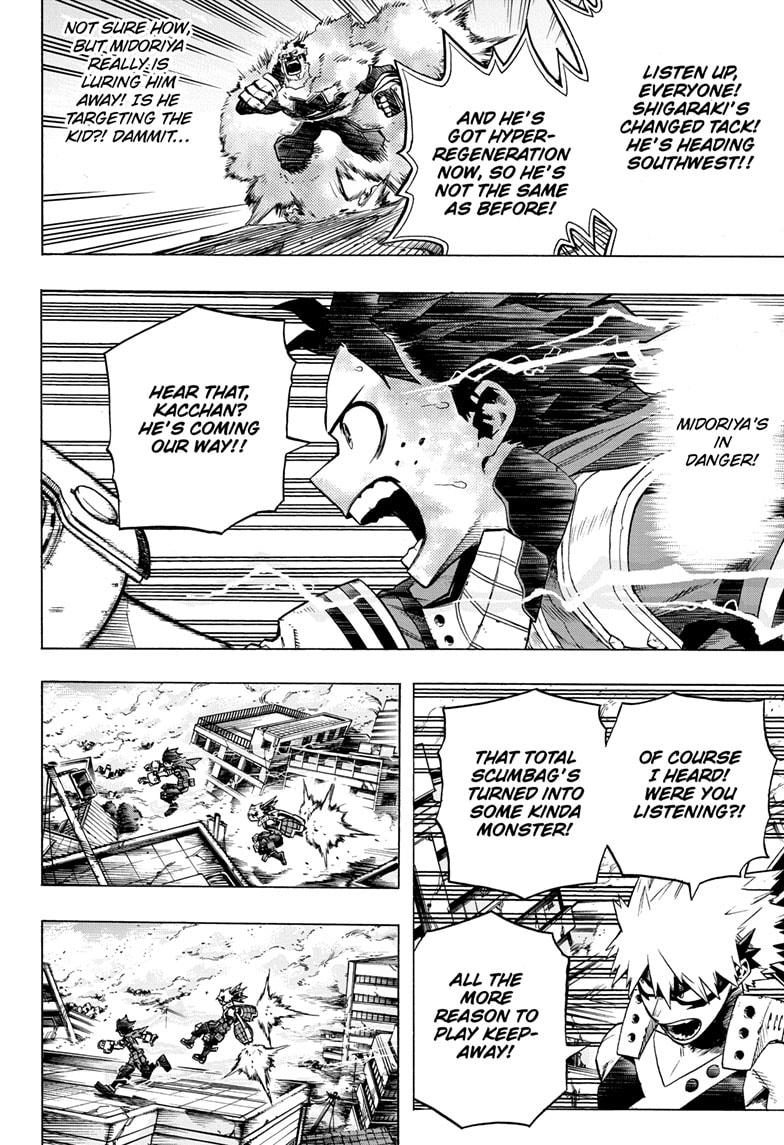 LISTEN UP,
EVERYONE!
SHIGARAKI'S
CHANGED TACK!
HE'S HEADING
SOUTHWEST!!
AND HE'S
GOT HYPER-
REGENERATION
NOW, SO HE'S
NOT THE SAME
AS BEFORE!
NOT SURE HOW,
BUT MIDORIYA
REALLY IS
LURING HIM
AWAY! IS HE
TARGETING
THE KID?! DAMMIT...
MIDORIYA'S
IN
DANGER!
HEAR THAT,
KACCHAN?
HE'S COMING
OUR WAY!!
OF COURSE
I HEARD!
WERE YOU
LISTENING?!
THAT TOTAL
SCUMBAG'S
TURNED INTO
SOME KINDA
MONSTER!
ALL THE
MORE
REASON TO
PLAY KEEP-
AWAY!